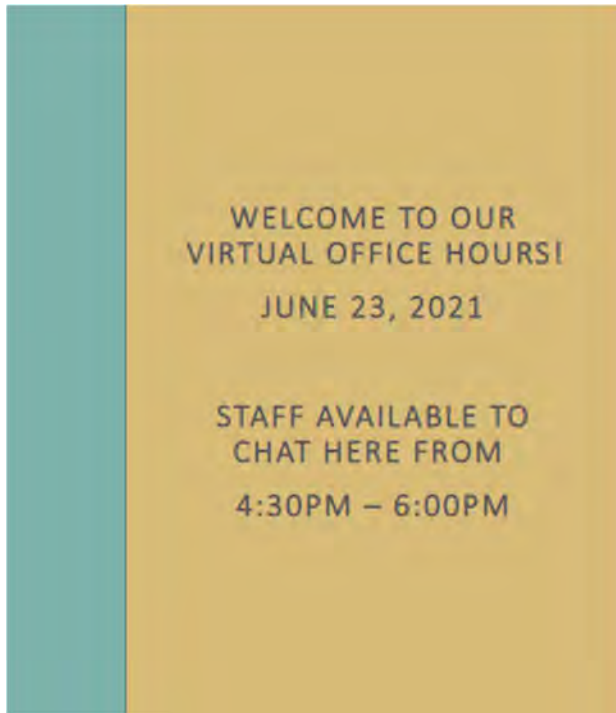 WELCOME TO OUR
VIRTUAL OFFICE HOURS!
JUNE 23, 2021
STAFF AVAILABLE TO
CHAT HERE FROM
4:30PM – 6:00PM